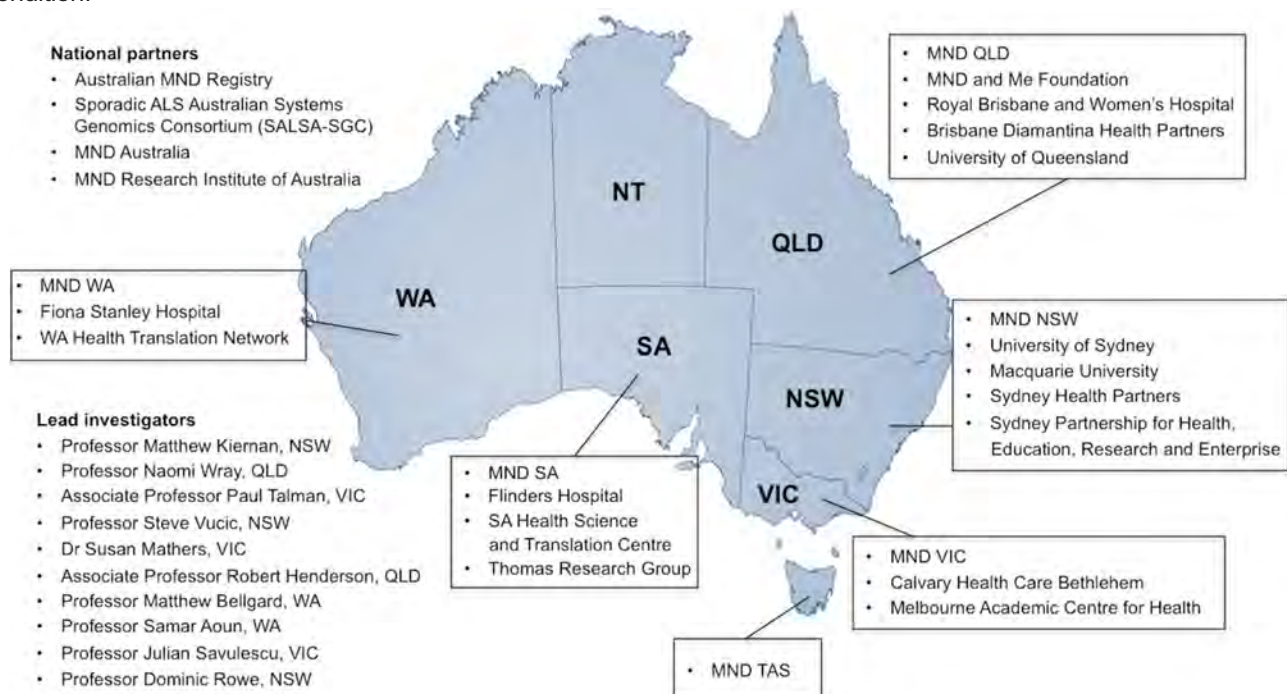 National partners
• Australian MND Registry
• Sporadic ALS Australian Systems
Genomics Consortium (SALSA-SGC)
• MND Australia
• MND Research Institute of Australia
• MND QLD
• MND and Me Foundation
• Royal Brisbane and Women's Hospital
• Brisbane Diamantina Health Partners
• University of Queensland
NT
QLD
WA
SA
NSW
VIC
• MND WA
• Fiona Stanley Hospital
• WA Health Translation Network
• MND NSW
• University of Sydney
• Macquarie University
• Sydney Health Partners
• Sydney Partnership for Health,
Education, Research and Enterprise
Lead investigators
• Professor Matthew Kiernan, NSW
• Professor Naomi Wray, QLD
• Associate Professor Paul Talman, VIC
• Professor Steve Vucic, NSW
• Dr Susan Mathers, VIC
• Associate Professor Robert Henderson, QLD
• Professor Matthew Bellgard, WA
• Professor Samar Aoun, WA
• Professor Julian Savulescu, VIC
• Professor Dominic Rowe, NSW
• MND SA
• Flinders Hospital
• SA Health Science
and Translation Centre
• Thomas Research Group
• MND VIC
• Calvary Health Care Bethlehem
• Melbourne Academic Centre for Health
• MND TAS